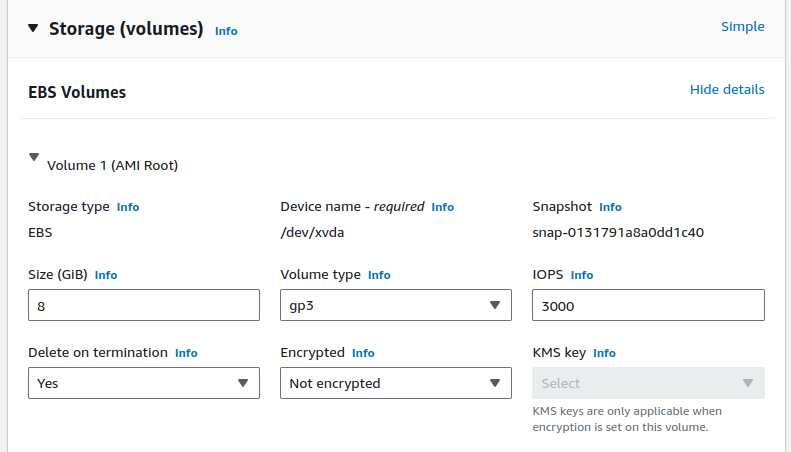 Storage (volumes) Info Simple
EBS Volumes Hide details
Volume 1 (AMI Root)
Storage type Info Device name - required Info Snapshot Info
EBS /dev/xvda snap-0131791a8a0dd1c40
Size (GiB) Info Volume type Info IOPS Info
8 gp3 3000
Delete on termination Info Encrypted Info KMS key Info
Yes Not encrypted Select
KMS keys are only applicable when
encryption is set on this volume.